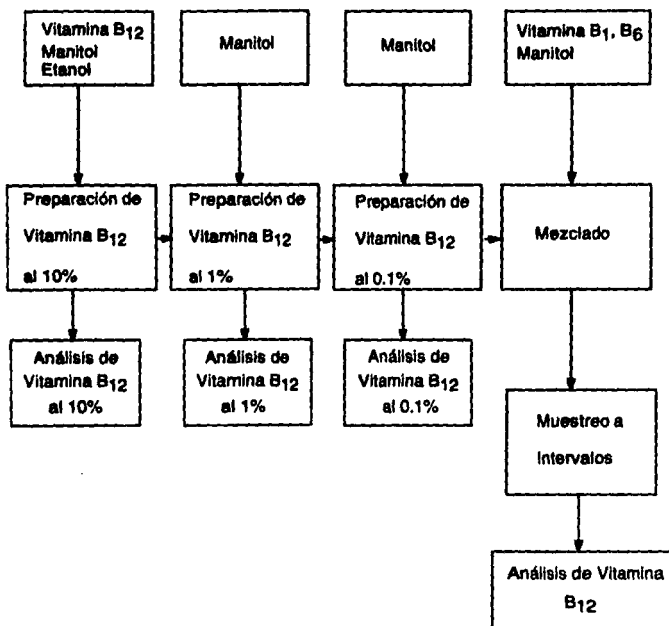 Vitamina B12
Manitol
Etanol
Manitol
Manitol
Vitamina B1, B6
Manitol
Preparación de
Vitamina B12
al 10%
Preparación de
Vitamina B12
al 1%
Preparación de
Vitamina B12
al 0.1%
Mezclado
Análisis de
Vitamina B12
al 10%
Análisis de
Vitamina B12
al 1%
Análisis de
Vitamina B12
al 0.1%
Muestreo a
Intervalos
Análisis de Vitamina
B12